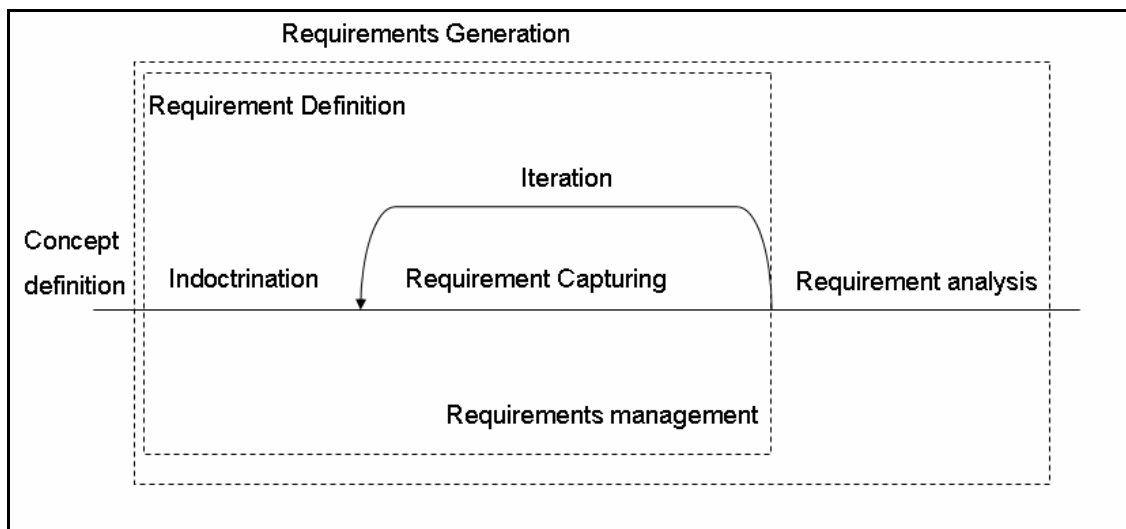 Requirements Generation
Requirement Definition
Iteration
Concept
definition
Indoctrination
Requirement Capturing
Requirement analysis
Requirements management